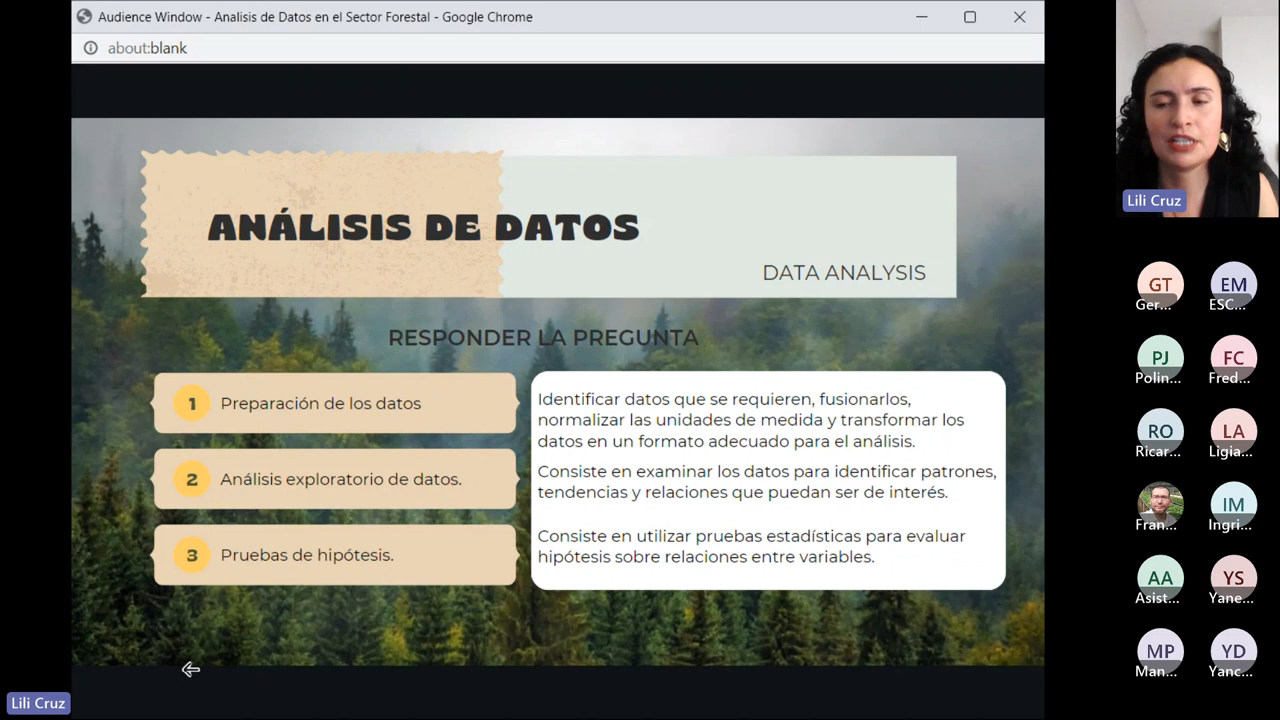 Audience Window - Analisis de Datos en el Sector Forestal - Google Chrome
about:blank
ANÁLISIS DE DATOS
DATA ANALYSIS
RESPONDER LA PREGUNTA
1 Preparación de los datos
Identificar datos que se requieren, fusionarlos,
normalizar las unidades de medida y transformar los
datos en un formato adecuado para el análisis.
2 Análisis exploratorio de datos.
Consiste en examinar los datos para identificar patrones,
tendencias y relaciones que puedan ser de interés.
3 Pruebas de hipótesis.
Consiste en utilizar pruebas estadísticas para evaluar
hipótesis sobre relaciones entre variables.
Lili Cruz
Lili Cruz
GT EM
Ger... ESC...
PJ FC
Polin... Fred...
RO LA
Ricar... Ligia...
IM
Fran... Ingri...
AA YS
Asist... Yane...
MP YD
Man... Yanc...